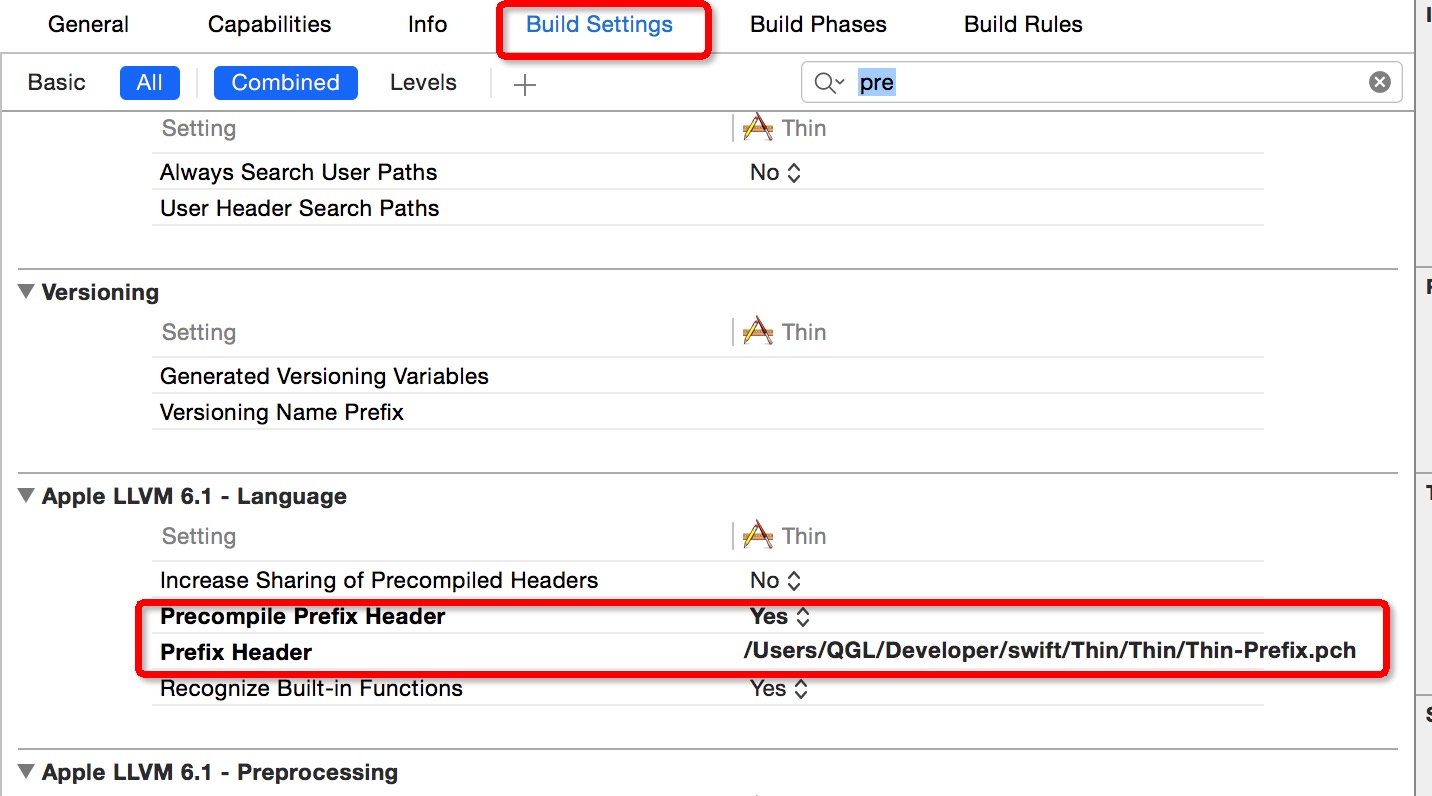 General Capabilities Info Build Settings Build Phases Build Rules
Basic All Combined Levels pre
Setting Thin
Always Search User Paths No
User Header Search Paths
Versioning
Setting Thin
Generated Versioning Variables
Versioning Name Prefix
Apple LLVM 6.1 - Language
Setting Thin
Increase Sharing of Precompiled Headers No
Precompile Prefix Header Yes
Prefix Header /Users/QGL/Developer/swift/Thin/Thin/Thin-Prefix.pch
Recognize Built-in Functions Yes
Apple LLVM 6.1 - Preprocessing